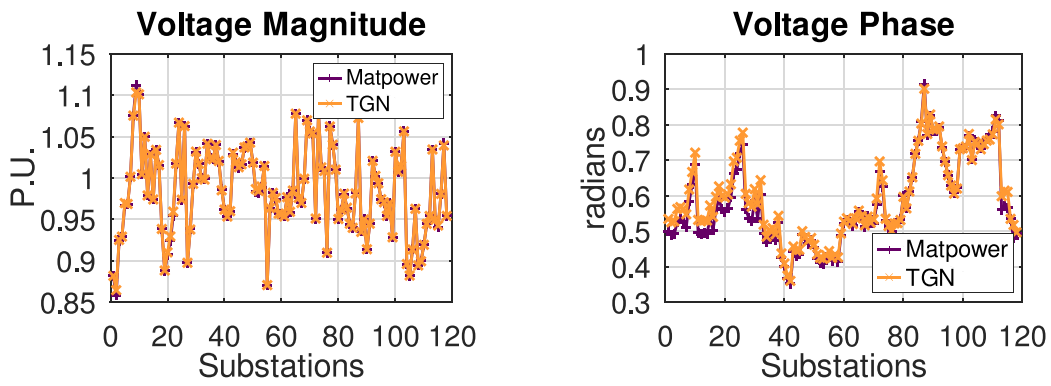 Voltage Magnitude
1.15
1.1
1.05
1
0.95
0.9
0.85
P.U.
0 20 40 60 80 100 120
Substations
Matpower
TGN
Voltage Phase
1
0.9
0.8
0.7
0.6
0.5
0.4
0.3
radians
0 20 40 60 80 100 120
Substations
Matpower
TGN